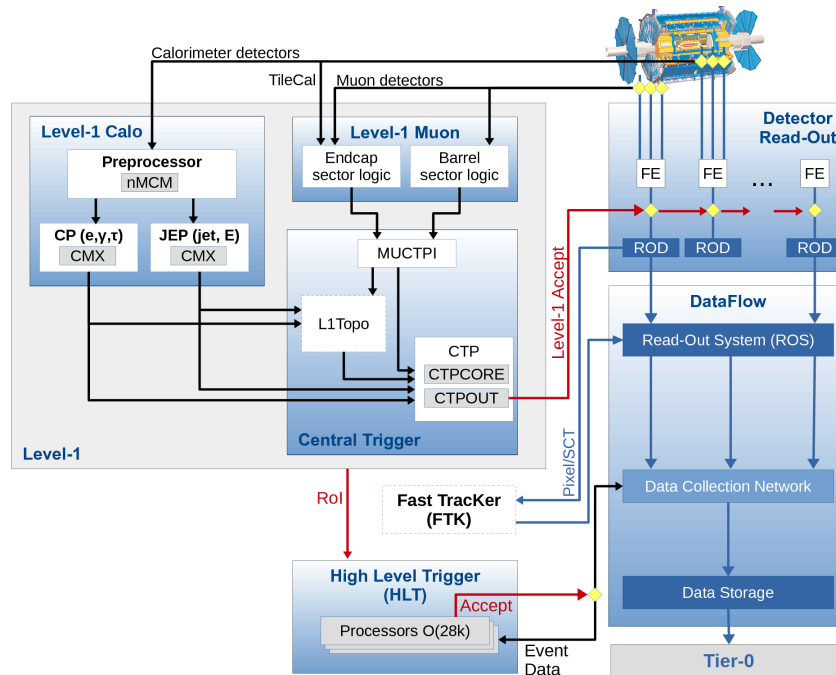 Calorimeter detectors
TileCal
Muon detectors
Level-1 Calo
Preprocessor
nMCM
CP (e,γ,τ)
CMX
JEP (jet, E)
CMX
Level-1 Muon
Endcap
sector logic
Barrel
sector logic
Detector
Read-Out
FE
FE
...
FE
ROD
ROD
ROD
MUCTPI
L1Topo
CTP
CTPCORE
CTPOUT
Central Trigger
Level-1
Level-1 Accept
DataFlow
Read-Out System (ROS)
Pixel/SCT
RoI
Fast TracKer
(FTK)
Data Collection Network
High Level Trigger
(HLT)
Accept
Processors O(28k)
Event
Data
Data Storage
Tier-0